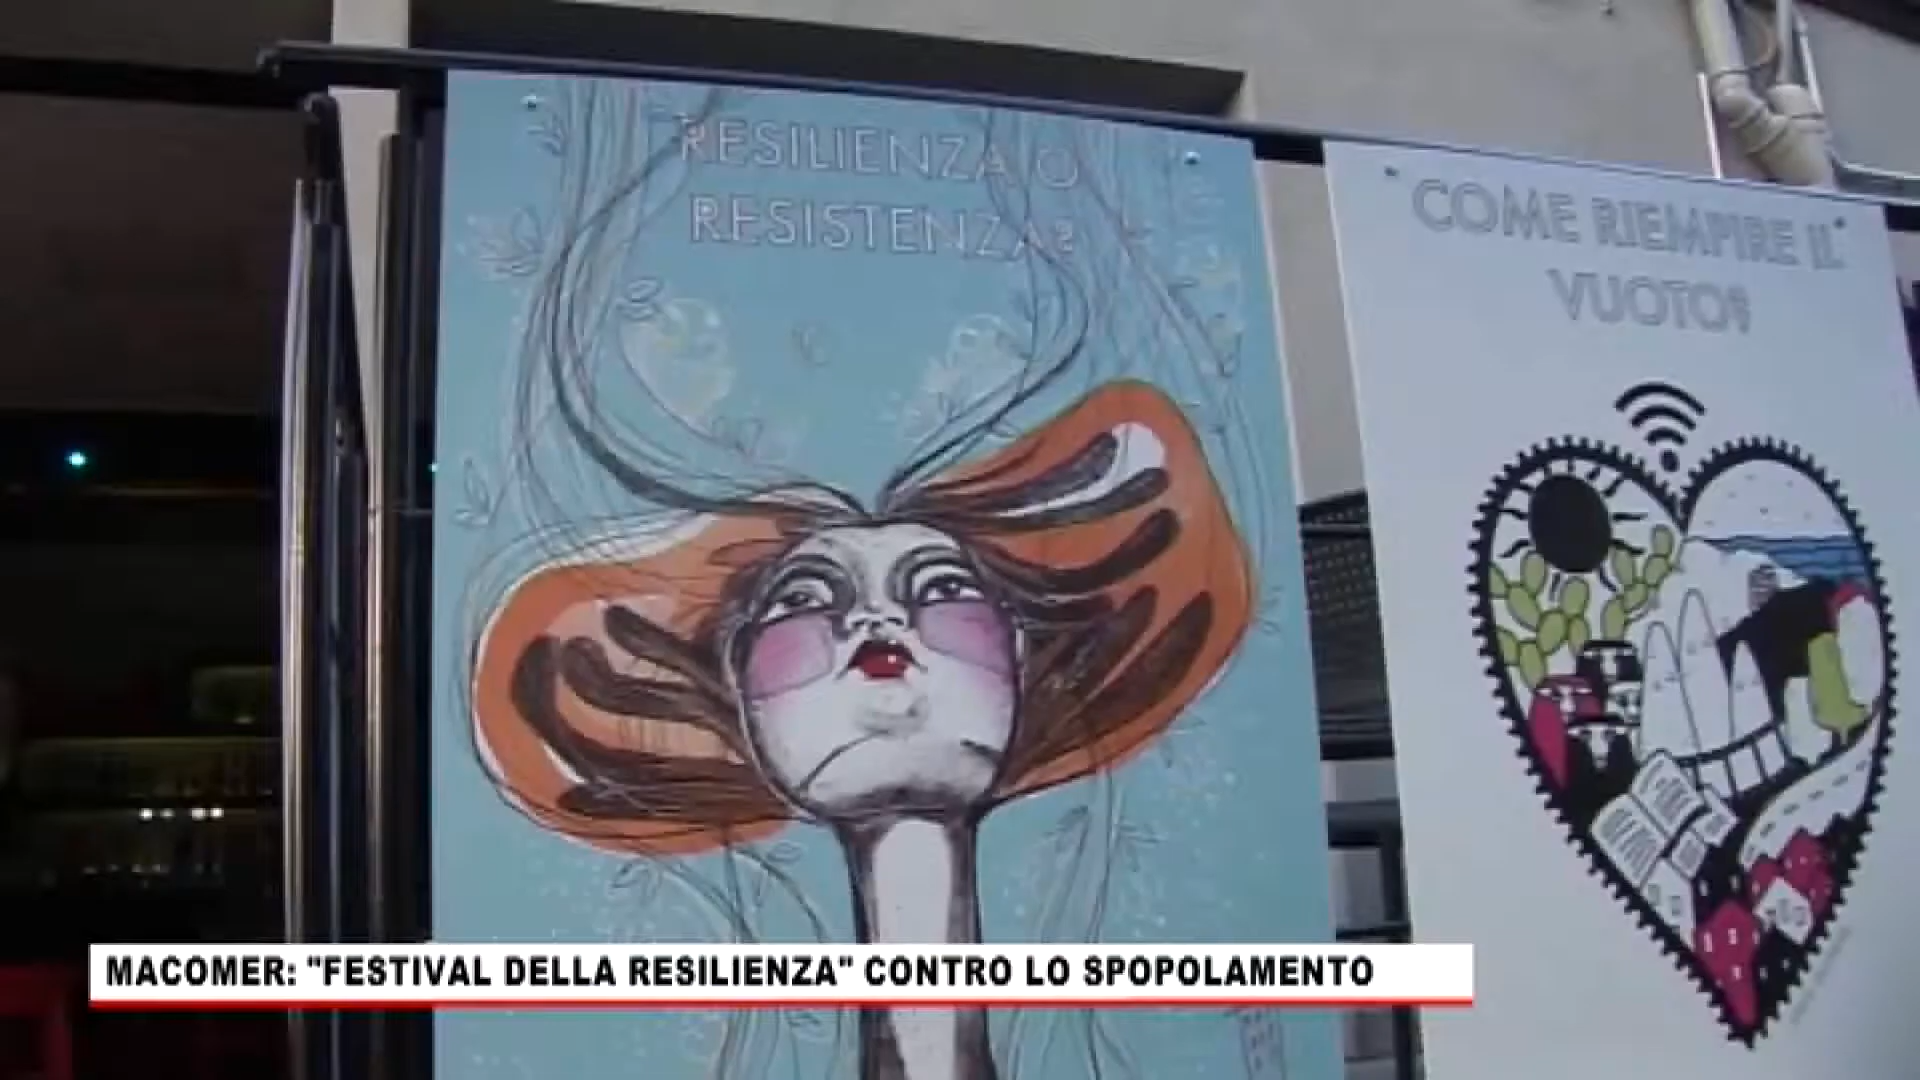 RESILIENZA O
RESISTENZA?
COME RIEMPIRE IL
VUOTO?
MACOMER: "FESTIVAL DELLA RESILIENZA" CONTRO LO SPOPOLAMENTO